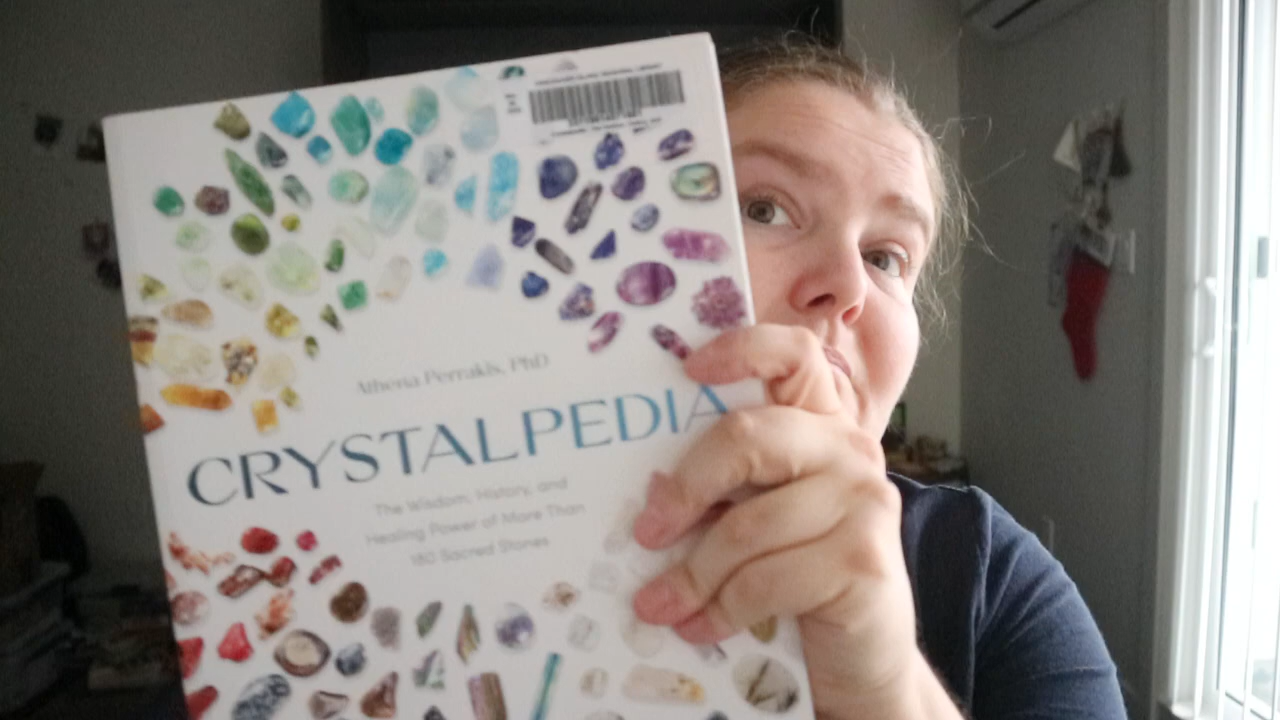 Athena Perrakis, PhD
CRYSTALPEDIA
The Wisdom, History, and
Healing Power of More Than
180 Sacred Stones